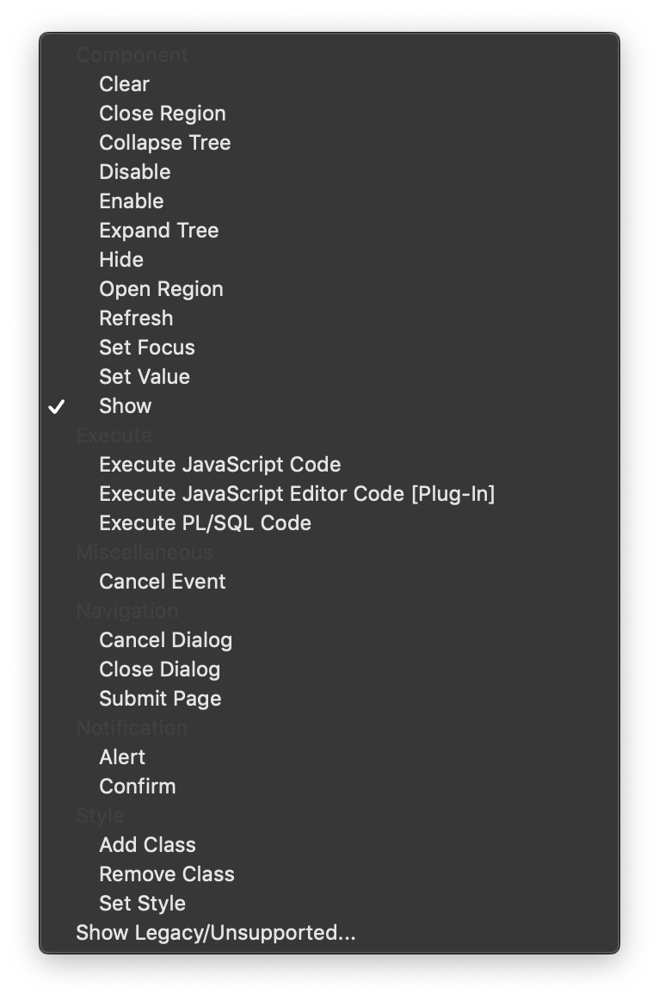 Component
Clear
Close Region
Collapse Tree
Disable
Enable
Expand Tree
Hide
Open Region
Refresh
Set Focus
Set Value
Show
Execute
Execute JavaScript Code
Execute JavaScript Editor Code [Plug-In]
Execute PL/SQL Code
Miscellaneous
Cancel Event
Navigation
Cancel Dialog
Close Dialog
Submit Page
Notification
Alert
Confirm
Style
Add Class
Remove Class
Set Style
Show Legacy/Unsupported...